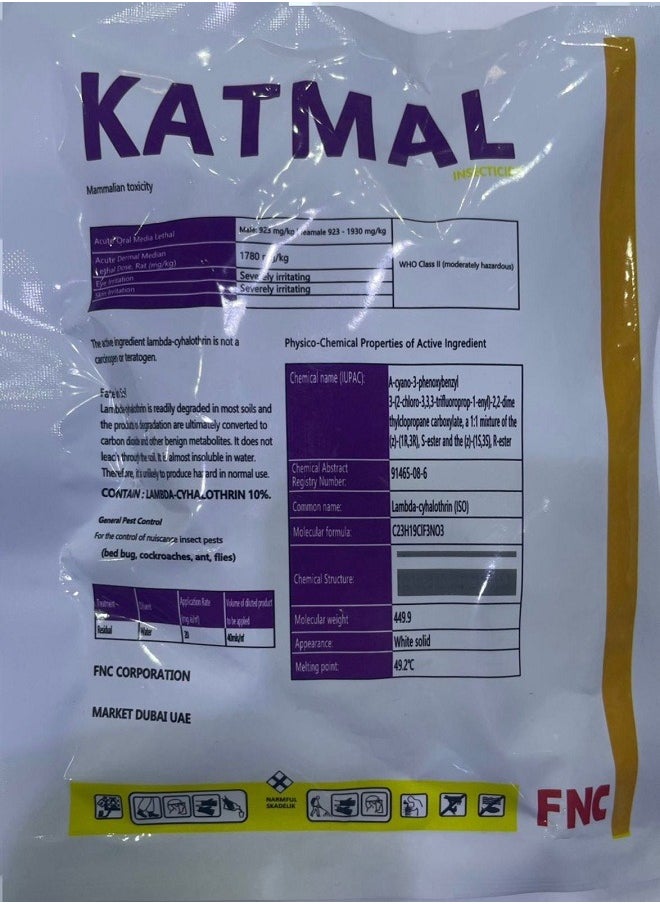 KATMAL
INSECTICIDE
Mammalian toxicity
Acute Oral Media Lethal
Male: 923 mg/kg Feamale 923 - 1930 mg/kg
Acute Dermal Median
Leghal Dose, Rat (mg/kg)
1780 mg/kg
WHO Class II (moderately hazardous)
Eye Irritation
Severely irritating
Skin Irritation
Severely irritating
The active ingredient lambda-cyhalothrin is not a
carcinogen or teratogen.
Physico-Chemical Properties of Active Ingredient
Lambda-cyhalothrin is readily degraded in most soils and
the products degradation are ultimately converted to
carbon dioxide and other benign metabolites. It does not
leach through the soil. It is almost insoluble in water.
Therefore, it is unlikely to produce hazard in normal use.
CONTAIN : LAMBDA-CYHALOTHRIN 10%.
General Pest Control
For the control of nuiscance insect pests
(bed bug, cockroaches, ant, flies)
Chemical name (IUPAC):
A-cyano-3-phenoxybenzyl
3-(2-chloro-3,3,3-trifluoroprop-1-enyl)-2,2-dime
thylclopropane carboxylate, a 1:1 mixture of the
(z)-(1R,3R), S-ester and the (z)-(1S,3S), R-ester
Chemical Abstract
Registry Number:
91465-08-6
Common name:
Lambda-cyhalothrin (ISO)
Molecular formula:
C23H19ClF3NO3
Chemical Structure:
Molecular weight
449.9
Appearance:
White solid
Melting point:
49.2°C
Treatment
Diluent
Application Rate
Volume of diluted product
to be applied
Residual
Water
20
FNC CORPORATION
MARKET DUBAI UAE
NARMFUL
SKADELIK
FNC